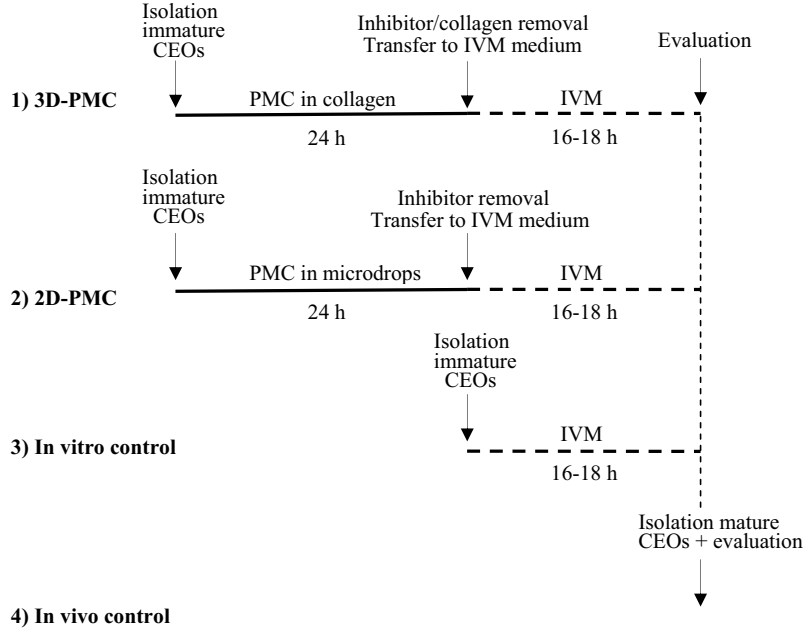 Isolation
immature
CEOs
Inhibitor/collagen removal
Transfer to IVM medium
Evaluation
1) 3D-PMC
PMC in collagen
IVM
24 h
16-18 h
Isolation
immature
CEOs
Inhibitor removal
Transfer to IVM medium
2) 2D-PMC
PMC in microdrops
IVM
24 h
16-18 h
Isolation
immature
CEOs
3) In vitro control
IVM
16-18 h
Isolation mature
CEOs + evaluation
4) In vivo control